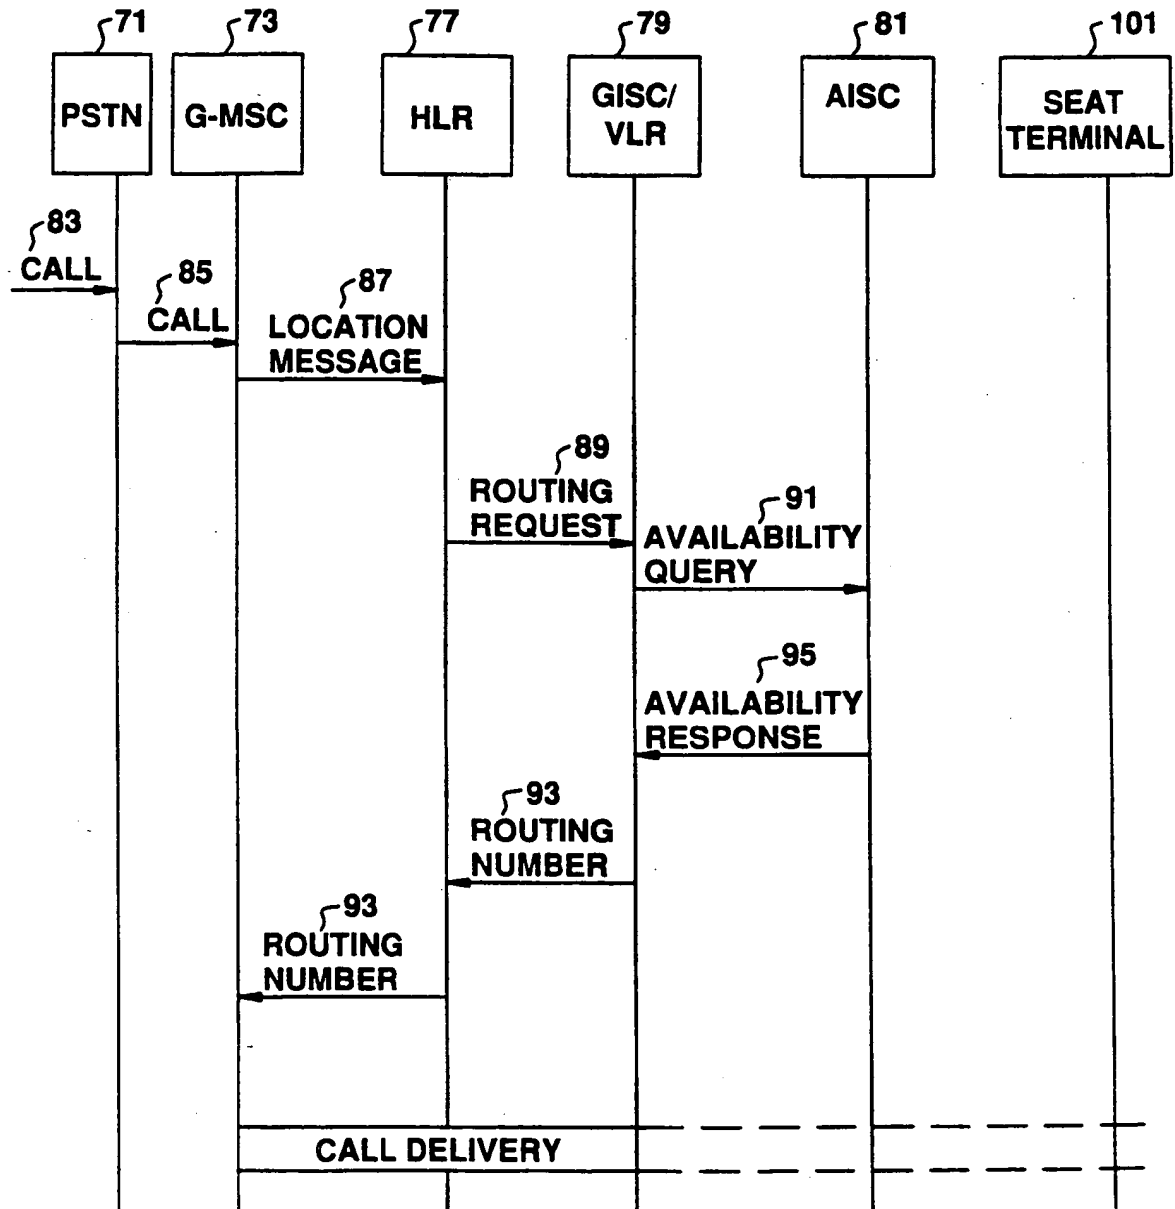 71
73
77
79
81
101
PSTN
G-MSC
HLR
GISC/
VLR
AISC
SEAT
TERMINAL
83
CALL
85
CALL
87
LOCATION
MESSAGE
89
ROUTING
REQUEST
91
AVAILABILITY
QUERY
95
AVAILABILITY
RESPONSE
93
ROUTING
NUMBER
93
ROUTING
NUMBER
CALL DELIVERY